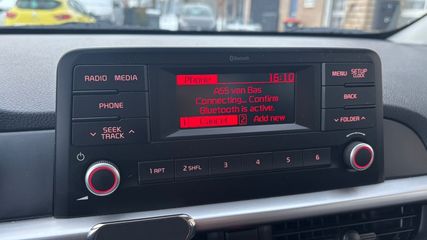 Bluetooth
RADIO MEDIA
PHONE
SEEK
TRACK
Phone 16:10
A55 van Bas
Connecting... Confirm
Bluetooth is active.
1 Cancel 2 Add new
MENU SETUP
CLOCK
BACK
FOLDER
1 RPT 2 SHFL 3 4 5 6